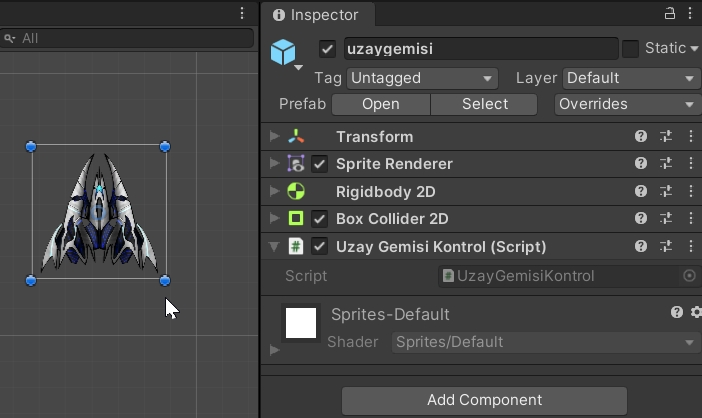 All
Inspector
uzaygemisi
Static
Tag Untagged Layer Default
Prefab Open Select Overrides
Transform
Sprite Renderer
Rigidbody 2D
Box Collider 2D
Uzay Gemisi Kontrol (Script)
Script UzayGemisiKontrol
Sprites-Default
Shader Sprites/Default
Add Component